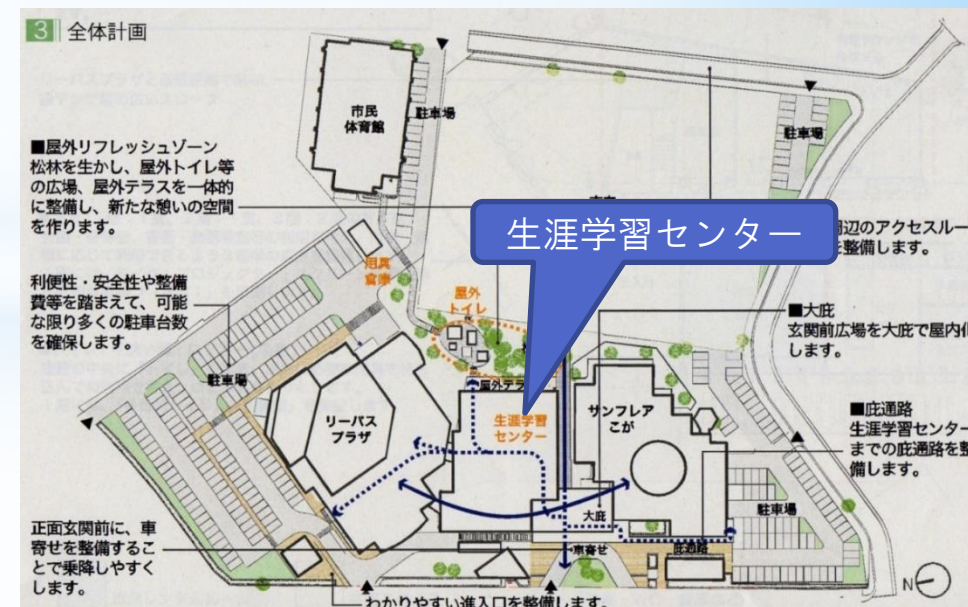 3 全体計画
市民
体育館
駐車場
駐車場
■屋外リフレッシュゾーン
松林を生かし、屋外トイレ等
の広場、屋外テラスを一体的
に整備し、新たな憩いの空間
を作ります。
生涯学習センター
周辺のアクセスルー
整備します。
用具
倉庫
利便性・安全性や整備
費等を踏まえて、可能
な限り多くの駐車台数
を確保します。
屋外
トイレ
■大庇
玄関前広場を大庇で屋内化
します。
駐車場
屋外テラ
リーパス
プラザ
生涯学習
センター
サンフレア
こが
■庇通路
生涯学習センター
までの庇通路を整
備します。
大庇
駐車場
正面玄関前に、車
寄せを整備するこ
とで乗降しやすく
します。
車寄せ
庇通路
わかりやすい進入口を整備します。
N